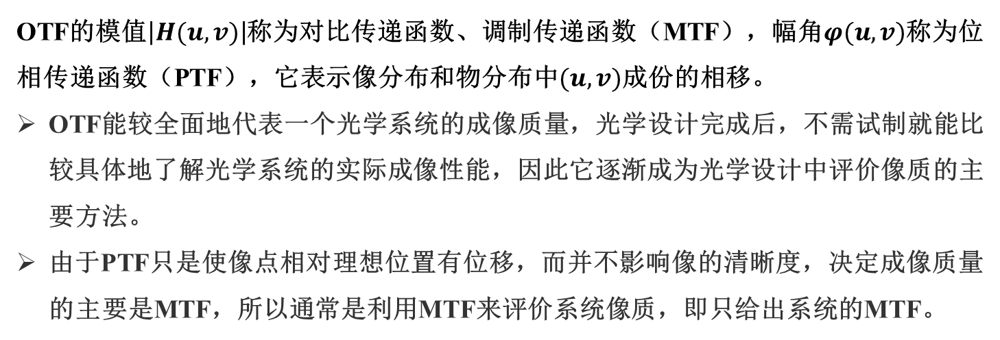 OTF的模值|H(u,v)|称为对比传递函数、调制传递函数（MTF），幅角φ(u,v)称为位
相传递函数（PTF），它表示像分布和物分布中(u,v)成份的相移。
➢ OTF能较全面地代表一个光学系统的成像质量，光学设计完成后，不需试制就能比
较具体地了解光学系统的实际成像性能，因此它逐渐成为光学设计中评价像质的主
要方法。
➢ 由于PTF只是使像点相对理想位置有位移，而并不影响像的清晰度，决定成像质量
的主要是MTF，所以通常是利用MTF来评价系统像质，即只给出系统的MTF。